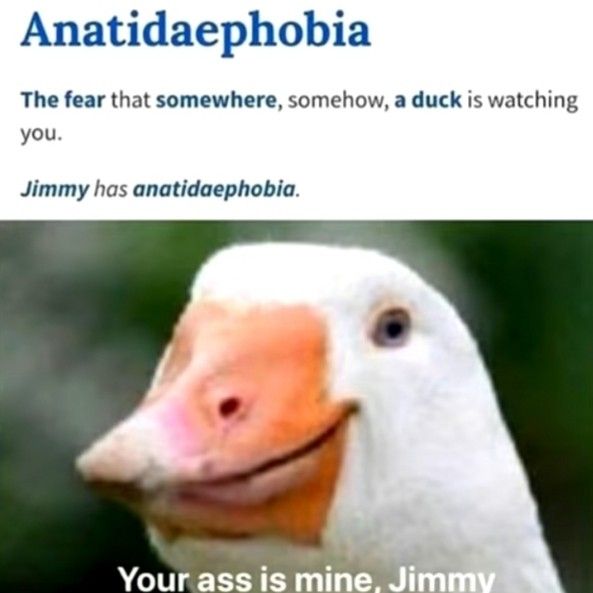 Anatidaephobia
The fear that somewhere, somehow, a duck is watching
you.
Jimmy has anatidaephobia.
Your ass is mine, Jimmy